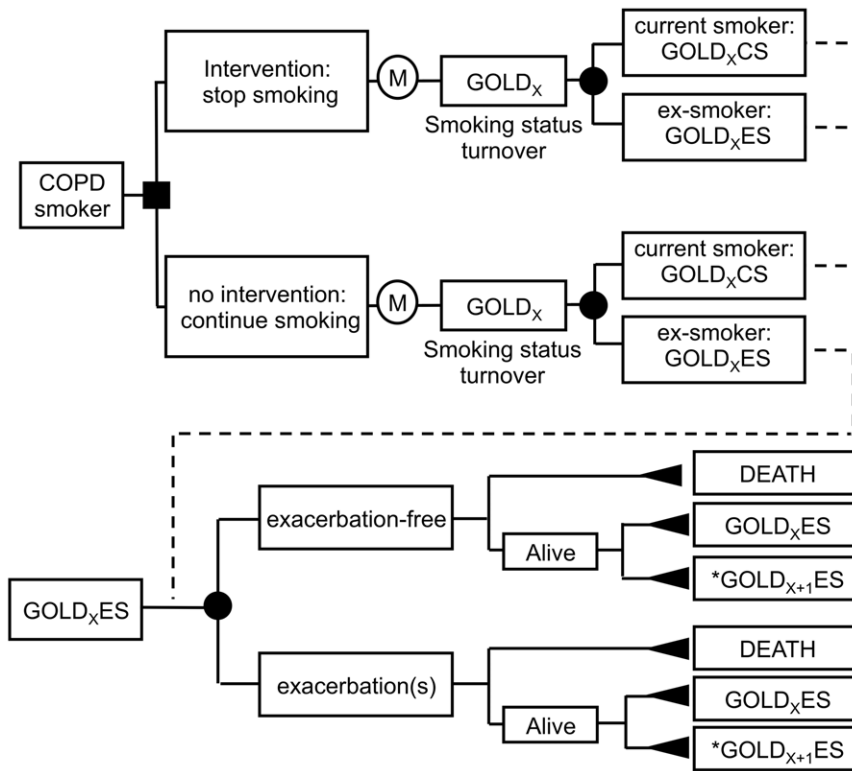 COPD
smoker
Intervention:
stop smoking
M
GOLDₓ
Smoking status
turnover
current smoker:
GOLDₓCS
ex-smoker:
GOLDₓES
no intervention:
continue smoking
M
GOLDₓ
Smoking status
turnover
current smoker:
GOLDₓCS
ex-smoker:
GOLDₓES
GOLDₓES
exacerbation-free
DEATH
Alive
GOLDₓES
*GOLDₓ₊₁ES
exacerbation(s)
DEATH
Alive
GOLDₓES
*GOLDₓ₊₁ES